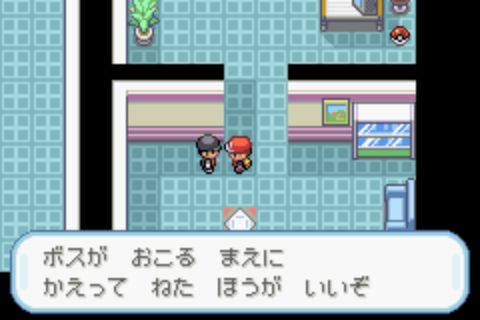 ボスが　おこる　まえに
かえって　ねた　ほうが　いいぞ